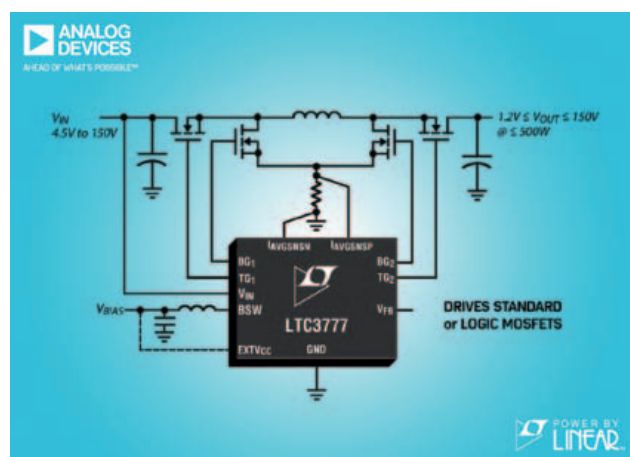 ANALOG
DEVICES
AHEAD OF WHAT'S POSSIBLE™
VIN
4.5V to 150V
1.2V ≤ VOUT ≤ 150V
@ ≤ 500W
IAVGSNSN IAVGSNSP
BG1 BG2
TG1 TG2
VIN
VBIAS BSW VFB
LTC3777
EXTVCC GND
DRIVES STANDARD
or LOGIC MOSFETS
POWER BY
LINEAR™